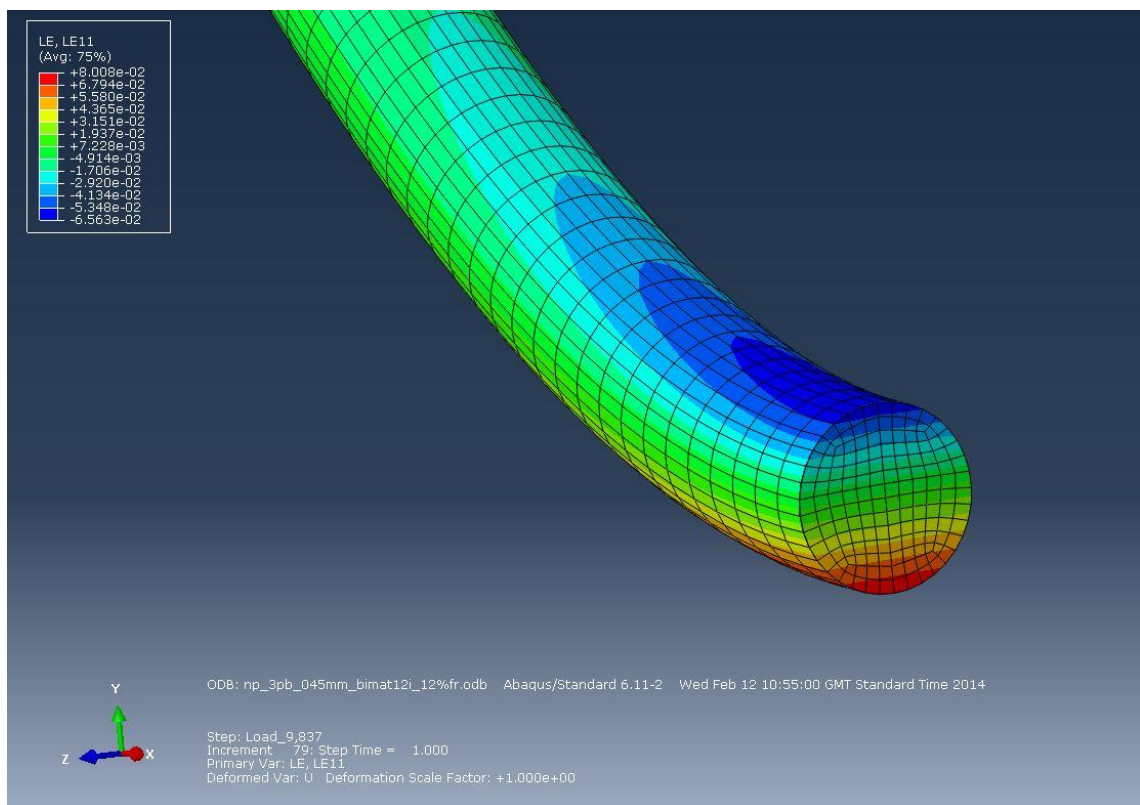 LE, LE11
(Avg: 75%)
+8.008e-02
+6.794e-02
+5.580e-02
+4.365e-02
+3.151e-02
+1.937e-02
+7.228e-03
-4.914e-03
-1.706e-02
-2.920e-02
-4.134e-02
-5.348e-02
-6.563e-02
Y
Z
X
ODB: np_3pb_045mm_bimat12i_12%fr.odb Abaqus/Standard 6.11-2 Wed Feb 12 10:55:00 GMT Standard Time 2014
Step: Load_9,837
Increment 79: Step Time = 1.000
Primary Var: LE, LE11
Deformed Var: U Deformation Scale Factor: +1.000e+00